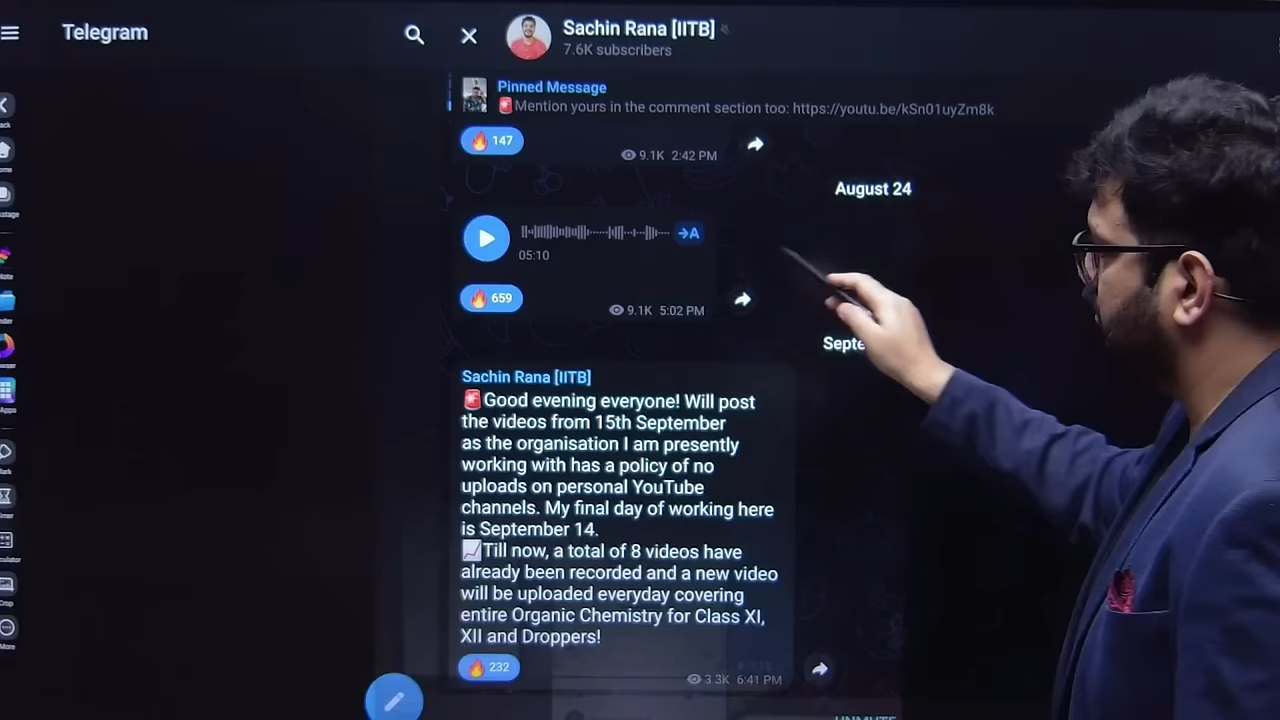 Telegram
Sachin Rana [IITB]
7.6K subscribers
Pinned Message
🚨Mention yours in the comment section too: https://youtu.be/kSn01uyZm8k
🔥 147
9.1K 2:42 PM
August 24
→A
05:10
🔥 659
9.1K 5:02 PM
Septe
Sachin Rana [IITB]
🚨Good evening everyone! Will post
the videos from 15th September
as the organisation I am presently
working with has a policy of no
uploads on personal YouTube
channels. My final day of working here
is September 14.
📈Till now, a total of 8 videos have
already been recorded and a new video
will be uploaded everyday covering
entire Organic Chemistry for Class XI,
XII and Droppers!
🔥 232
3.3K 6:41 PM
UNMUTE